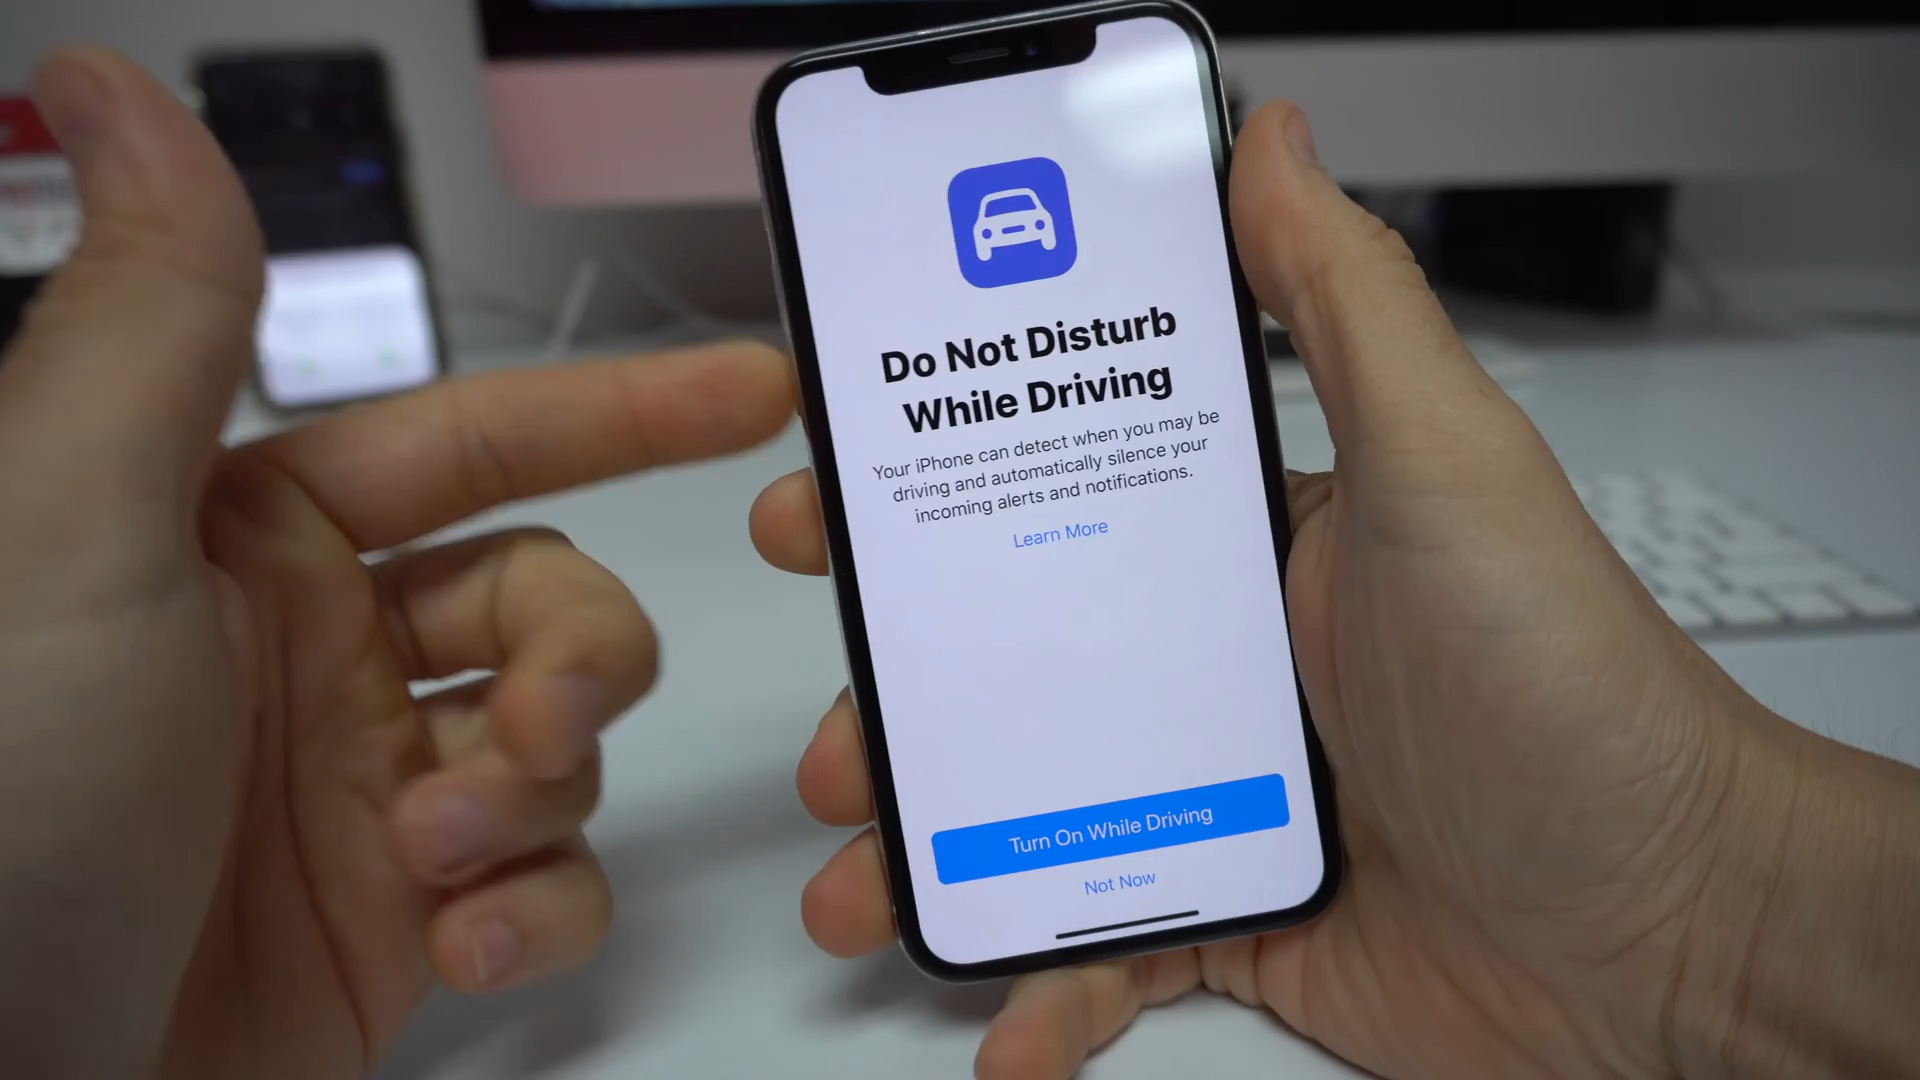 Do Not Disturb
While Driving
Your iPhone can detect when you may be
driving and automatically silence your
incoming alerts and notifications.
Learn More
Turn On While Driving
Not Now